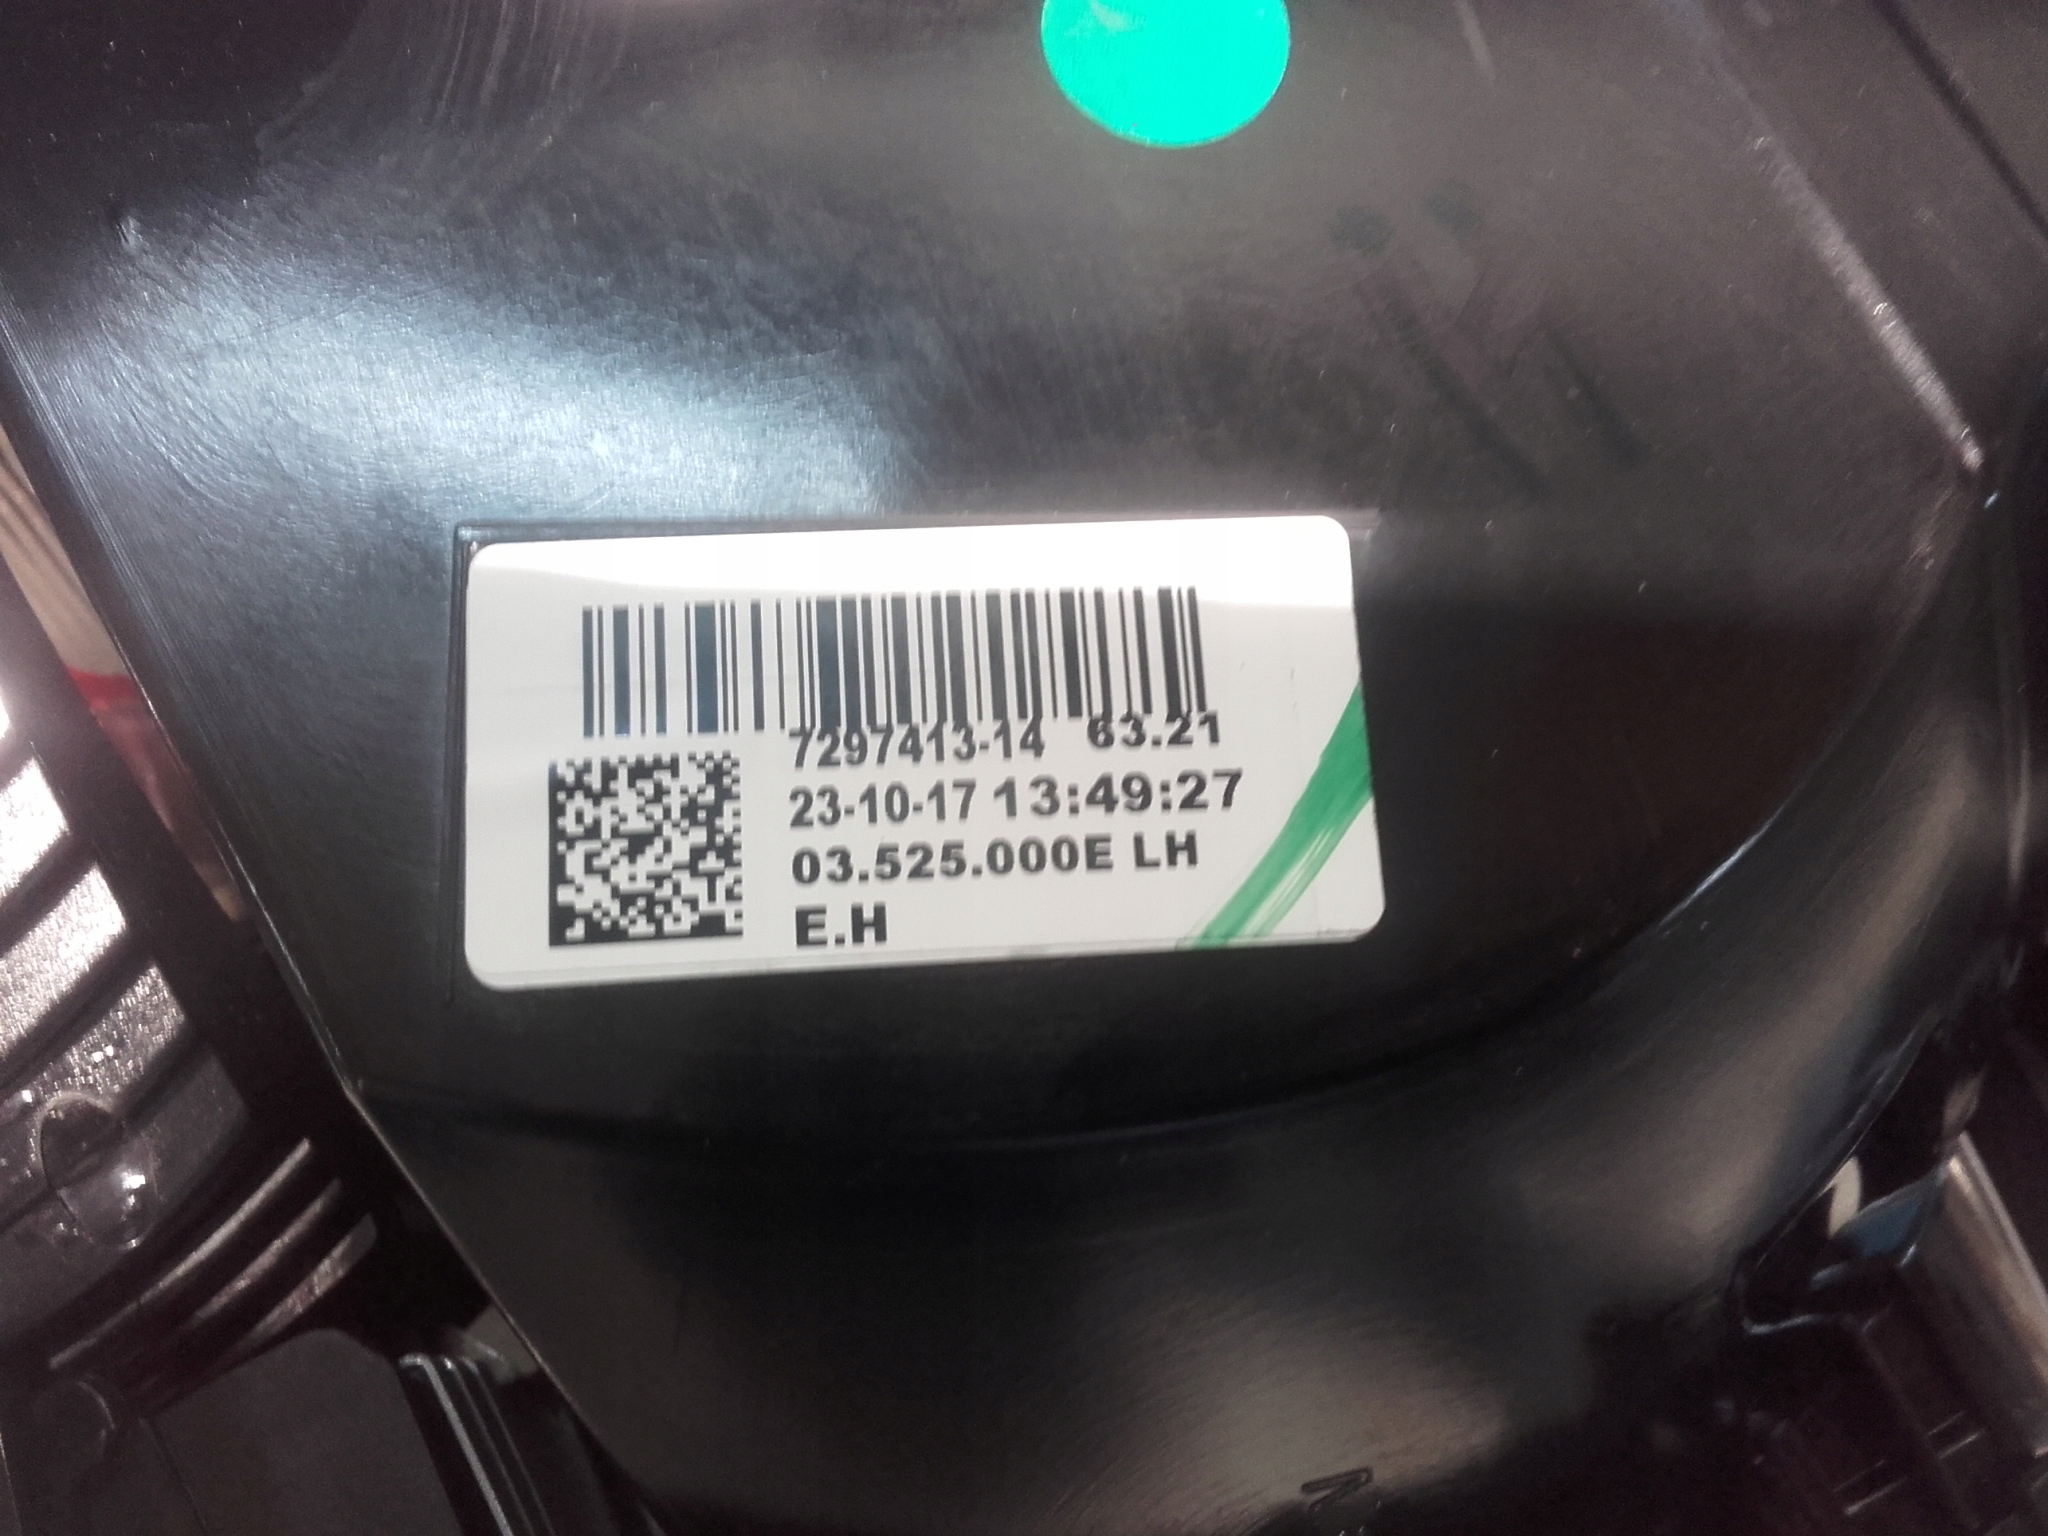 7297413-14 63.21
23-10-17 13:49:27
03.525.000E LH
E.H